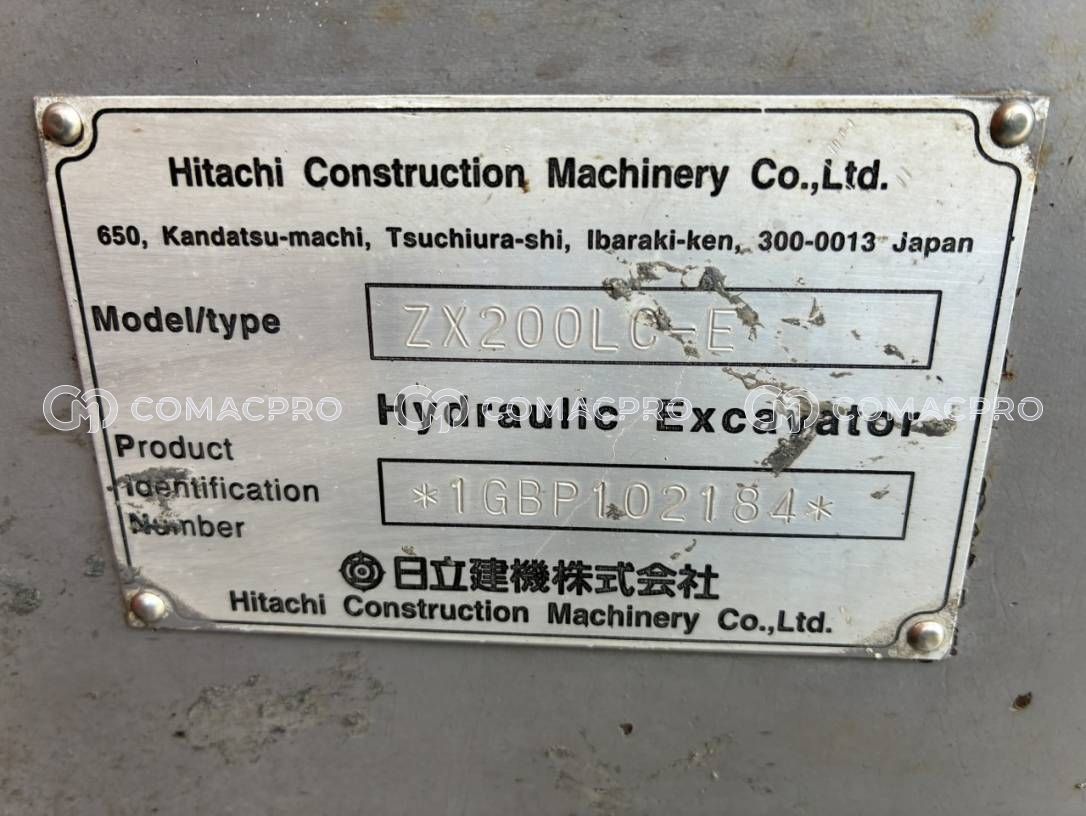 Hitachi Construction Machinery Co.,Ltd.
650, Kandatsu-machi, Tsuchiura-shi, Ibaraki-ken, 300-0013 Japan
Model/type ZX200LC-E
COMACPRO COMACPRO COMACPRO
Hydraulic Excavator
Product
Identification
Number
*1GBP102184*
日立建機株式会社
Hitachi Construction Machinery Co.,Ltd.